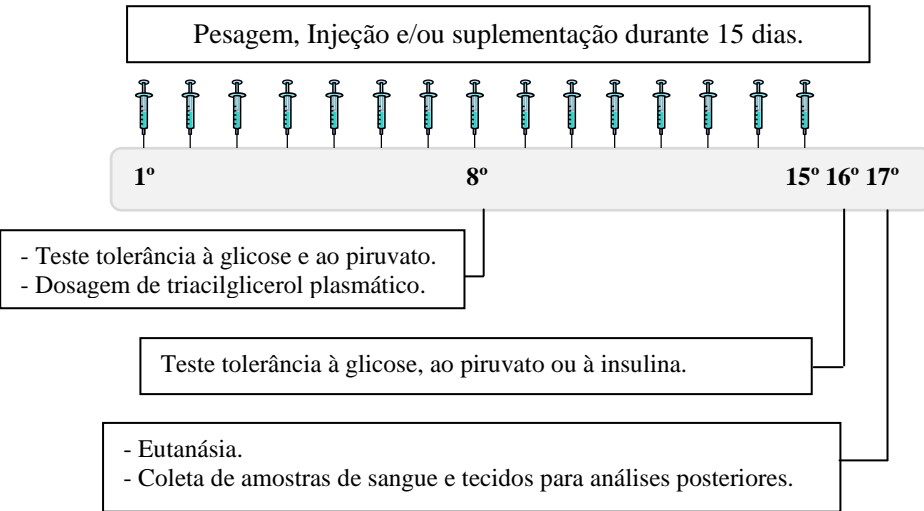 Pesagem, Injeção e/ou suplementação durante 15 dias.
1º 8º 15º 16º 17º
- Teste tolerância à glicose e ao piruvato.
- Dosagem de triacilglicerol plasmático.
Teste tolerância à glicose, ao piruvato ou à insulina.
- Eutanásia.
- Coleta de amostras de sangue e tecidos para análises posteriores.